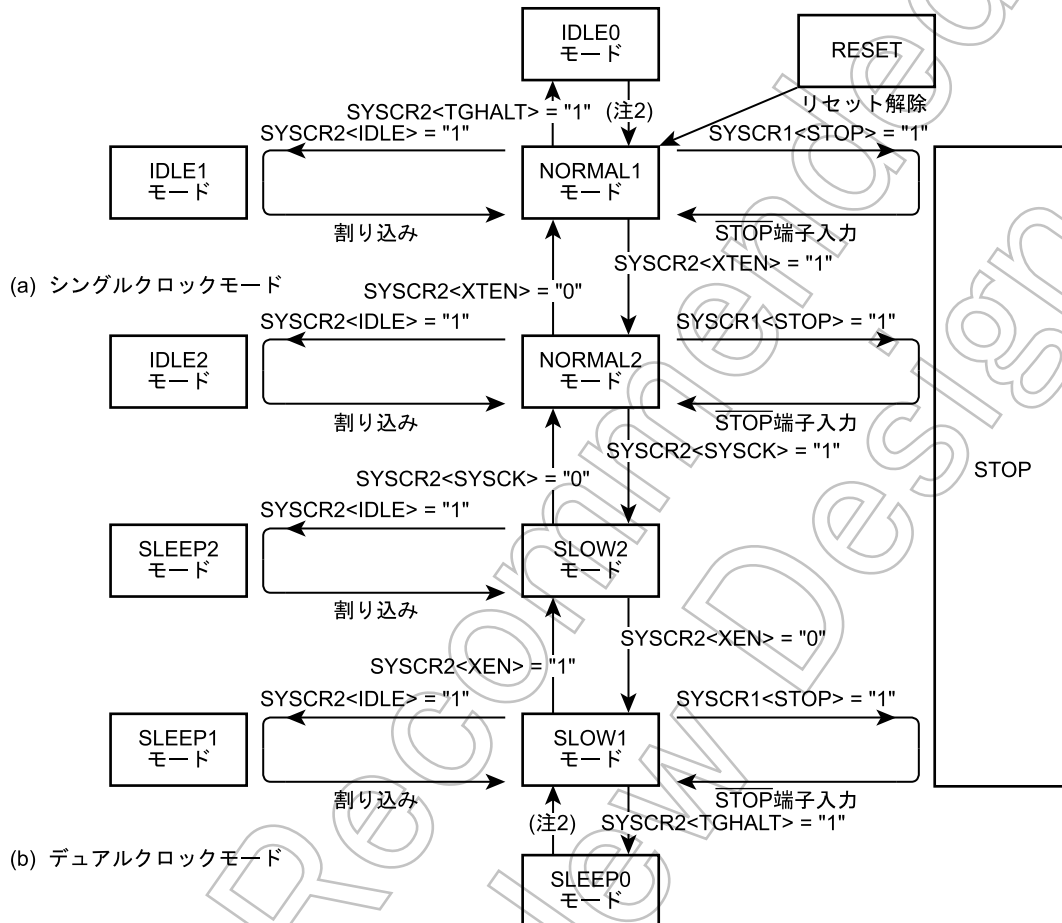 IDLE0
モード
RESET
リセット解除
SYSCR2<TGHALT> = "1"
(注2)
SYSCR2<IDLE> = "1"
SYSCR1<STOP> = "1"
IDLE1
モード
NORMAL1
モード
割り込み
STOP端子入力
SYSCR2<XTEN> = "1"
(a) シングルクロックモード
SYSCR2<XTEN> = "0"
SYSCR2<IDLE> = "1"
SYSCR1<STOP> = "1"
IDLE2
モード
NORMAL2
モード
割り込み
STOP端子入力
SYSCR2<SYSCK> = "1"
STOP
SYSCR2<SYSCK> = "0"
SYSCR2<IDLE> = "1"
SLEEP2
モード
SLOW2
モード
割り込み
SYSCR2<XEN> = "0"
SYSCR2<XEN> = "1"
SYSCR2<IDLE> = "1"
SYSCR1<STOP> = "1"
SLEEP1
モード
SLOW1
モード
割り込み
STOP端子入力
(注2)
SYSCR2<TGHALT> = "1"
(b) デュアルクロックモード
SLEEP0
モード
Recommended
New Design